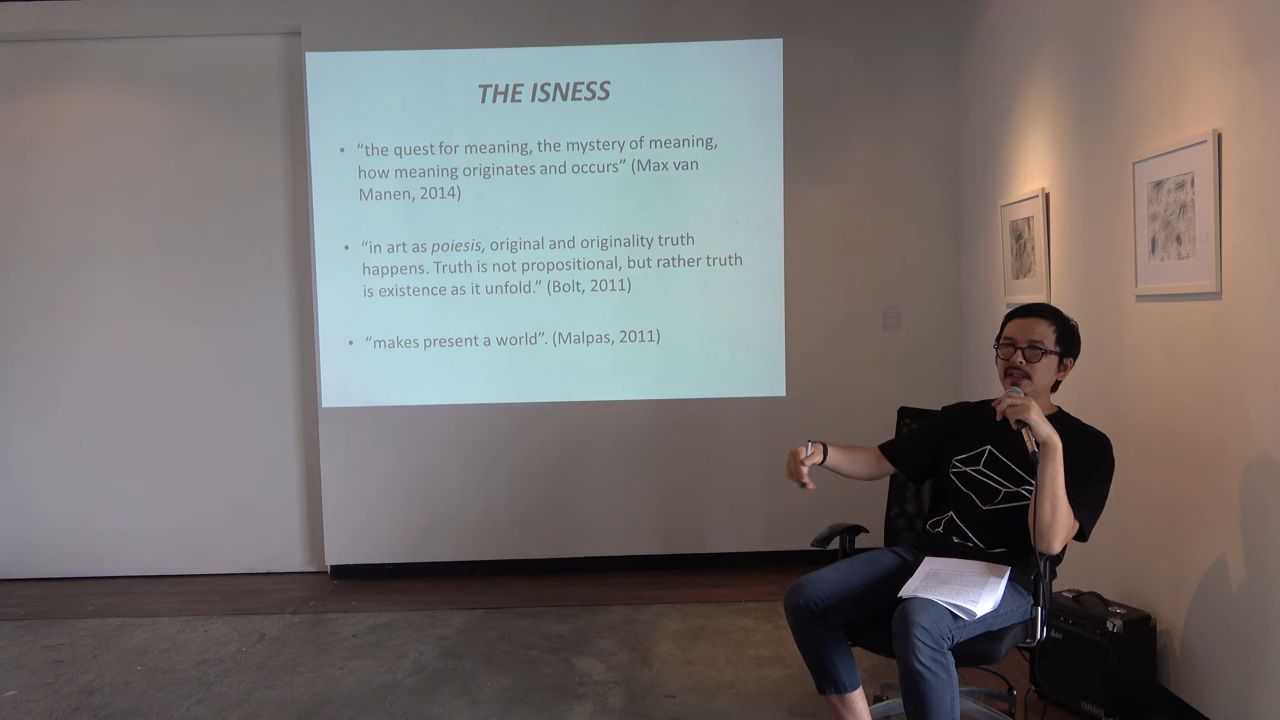 THE ISNESS
• “the quest for meaning, the mystery of meaning,
how meaning originates and occurs” (Max van
Manen, 2014)
• “in art as poiesis, original and originality truth
happens. Truth is not propositional, but rather truth
is existence as it unfold.” (Bolt, 2011)
• “makes present a world”. (Malpas, 2011)
YAMAHA